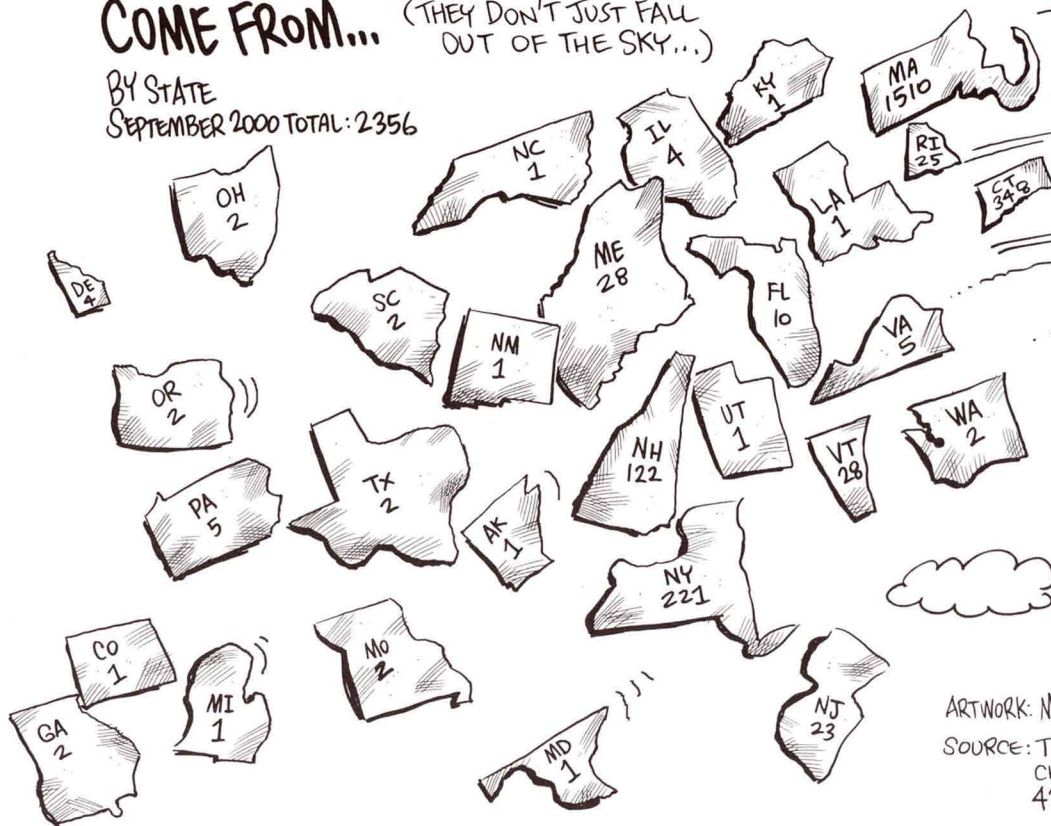 COME FROM... (THEY DON'T JUST FALL
OUT OF THE SKY...)
BY STATE
SEPTEMBER 2000 TOTAL: 2356
KY
1
MA
1510
NC
1
IL
4
RI
25
OH
2
LA
1
CT
348
DE
4
ME
28
SC
2
FL
10
NM
1
VA
5
OR
2
UT
1
WA
2
NH
122
VT
28
TX
2
PA
5
AK
1
NY
221
CO
1
MO
2
MI
1
NJ
23
GA
2
MD
1
ARTWORK: N
SOURCE: T